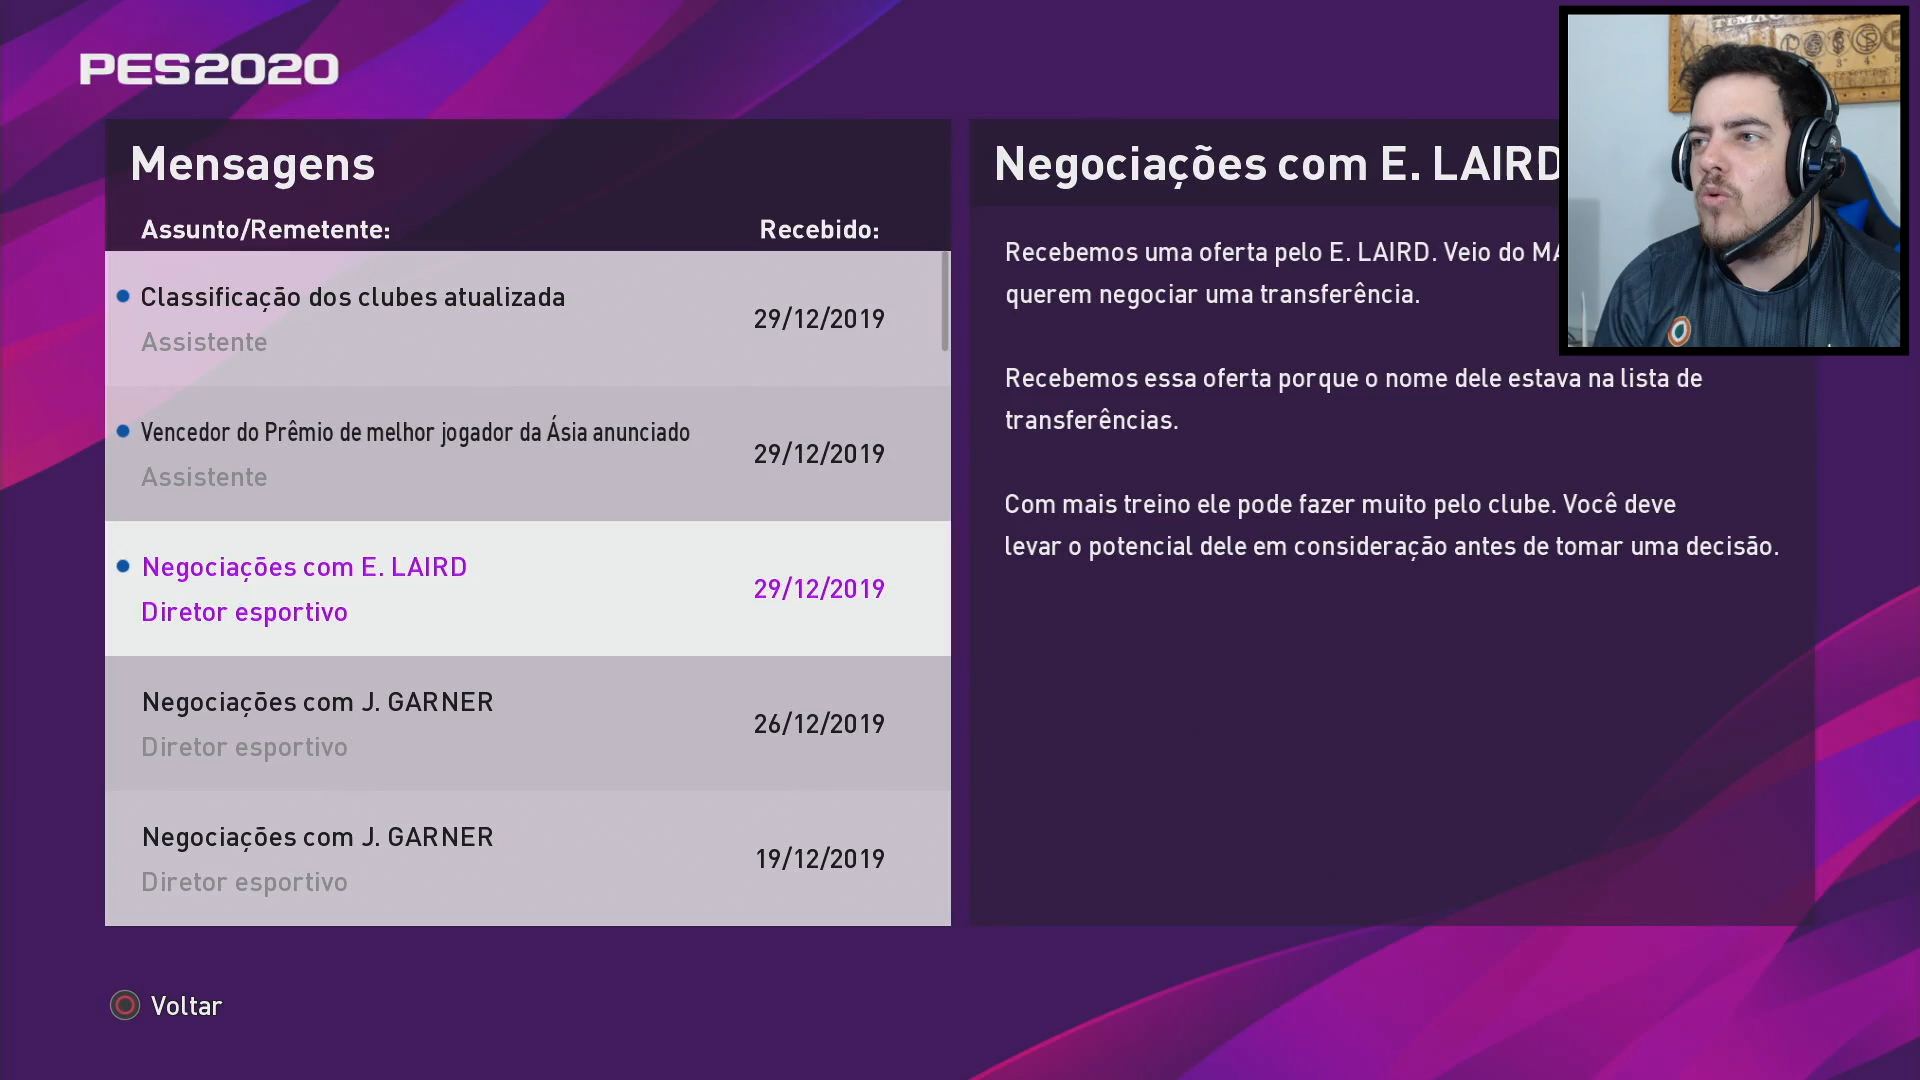 PES2020
Mensagens
Assunto/Remetente:
Recebido:
Classificação dos clubes atualizada
Assistente
29/12/2019
Vencedor do Prêmio de melhor jogador da Ásia anunciado
Assistente
29/12/2019
Negociações com E. LAIRD
Diretor esportivo
29/12/2019
Negociações com J. GARNER
Diretor esportivo
26/12/2019
Negociações com J. GARNER
Diretor esportivo
19/12/2019
Negociações com E. LAIRD
Recebemos uma oferta pelo E. LAIRD. Veio do
querem negociar uma transferência.
Recebemos essa oferta porque o nome dele estava na lista de
transferências.
Com mais treino ele pode fazer muito pelo clube. Você deve
levar o potencial dele em consideração antes de tomar uma decisão.
Voltar